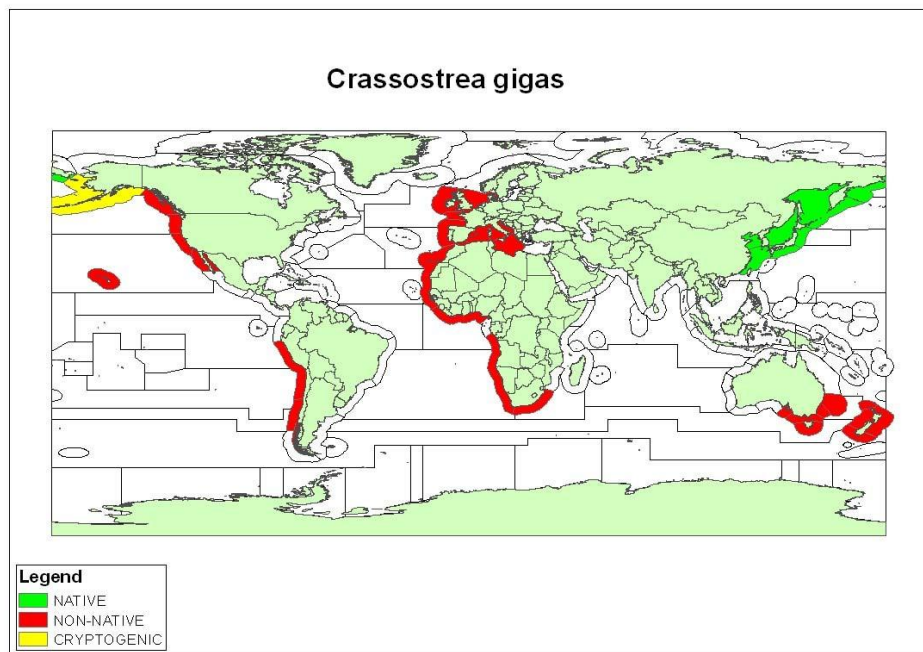 Crassostrea gigas
Legend
NATIVE
NON-NATIVE
CRYPTOGENIC